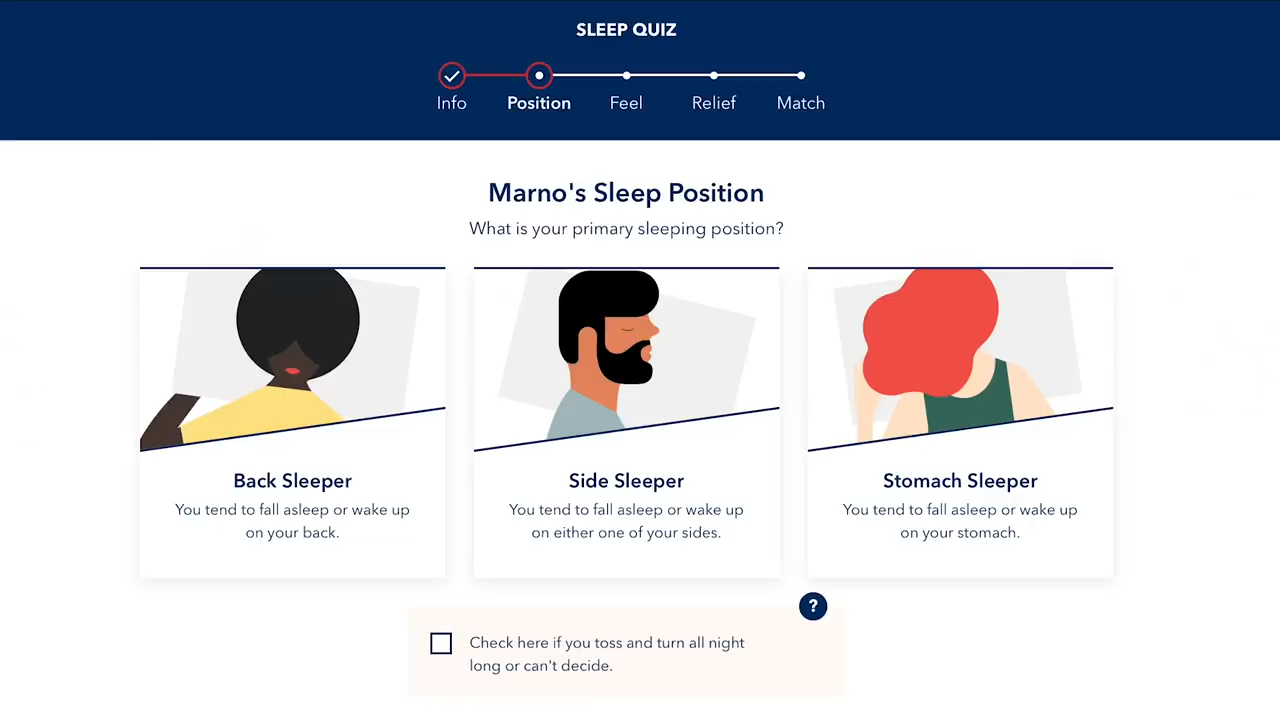 SLEEP QUIZ
Info
Position
Feel
Relief
Match
Marno's Sleep Position
What is your primary sleeping position?
Back Sleeper
You tend to fall asleep or wake up
on your back.
Side Sleeper
You tend to fall asleep or wake up
on either one of your sides.
Stomach Sleeper
You tend to fall asleep or wake up
on your stomach.
?
Check here if you toss and turn all night
long or can't decide.